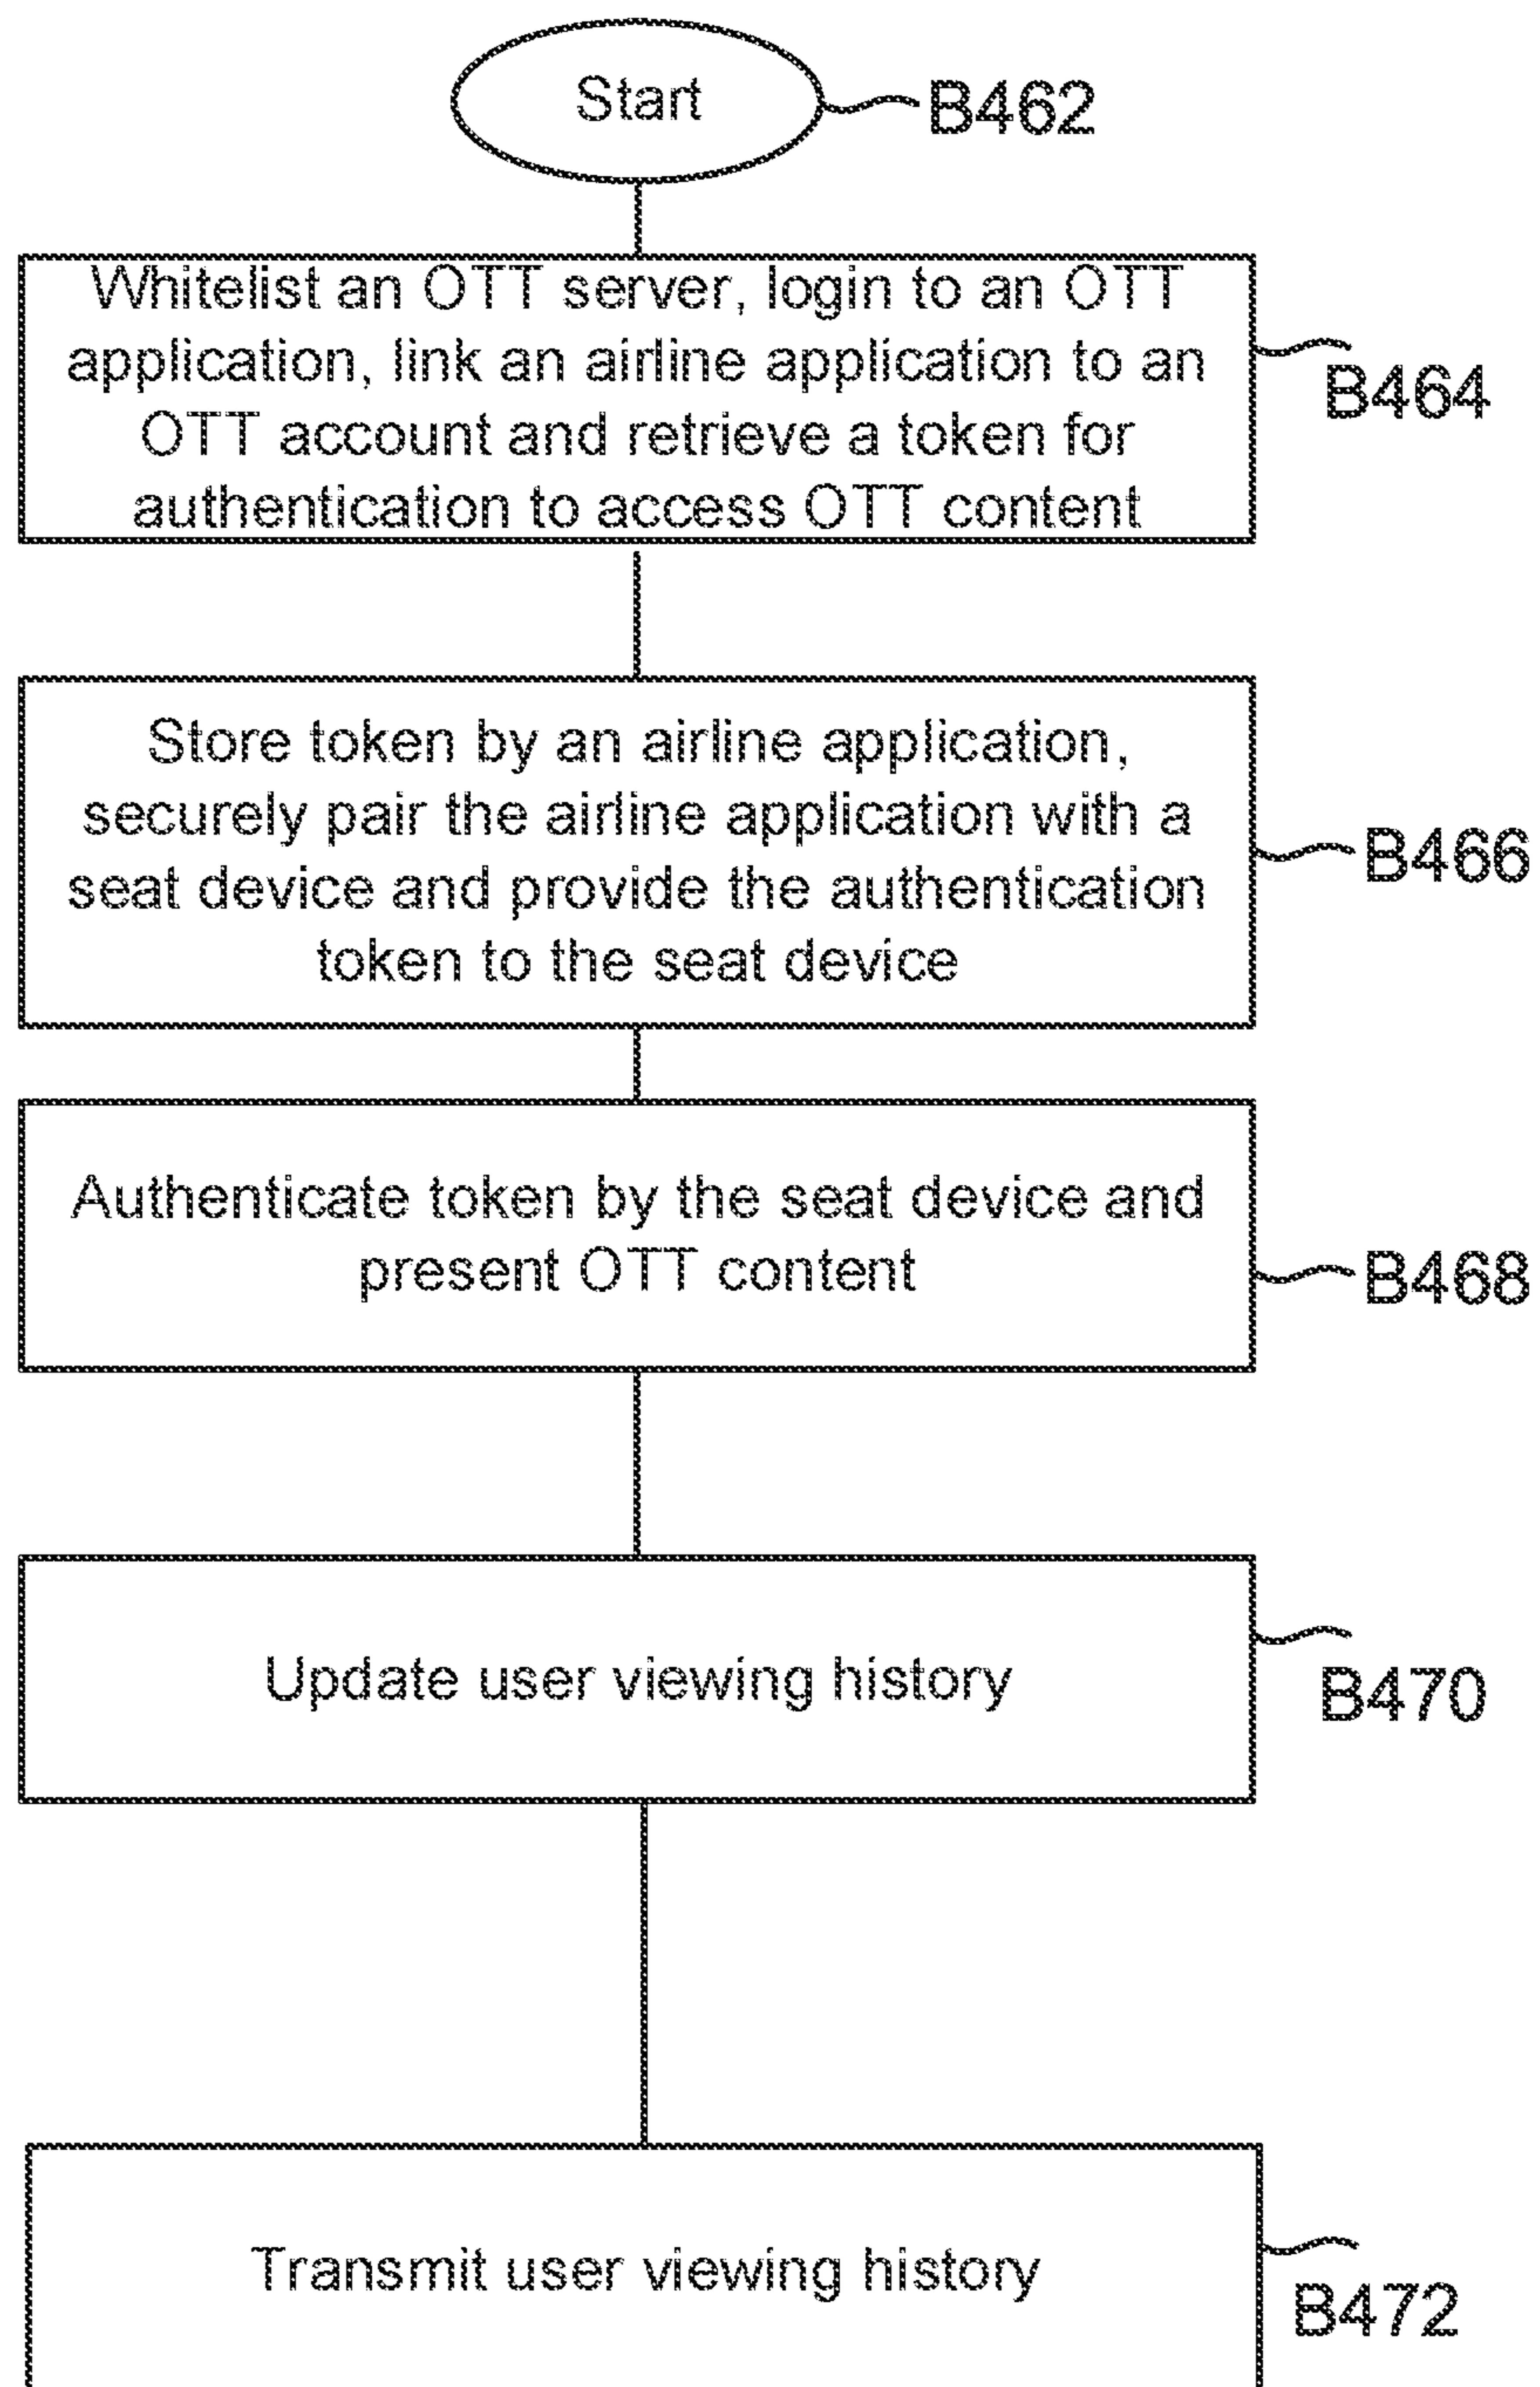 Start
B462
Whitelist an OTT server, login to an OTT
application, link an airline application to an
OTT account and retrieve a token for
authentication to access OTT content
B464
Store token by an airline application,
securely pair the airline application with a
seat device and provide the authentication
token to the seat device
B466
Authenticate token by the seat device and
present OTT content
B468
Update user viewing history
B470
Transmit user viewing history
B472